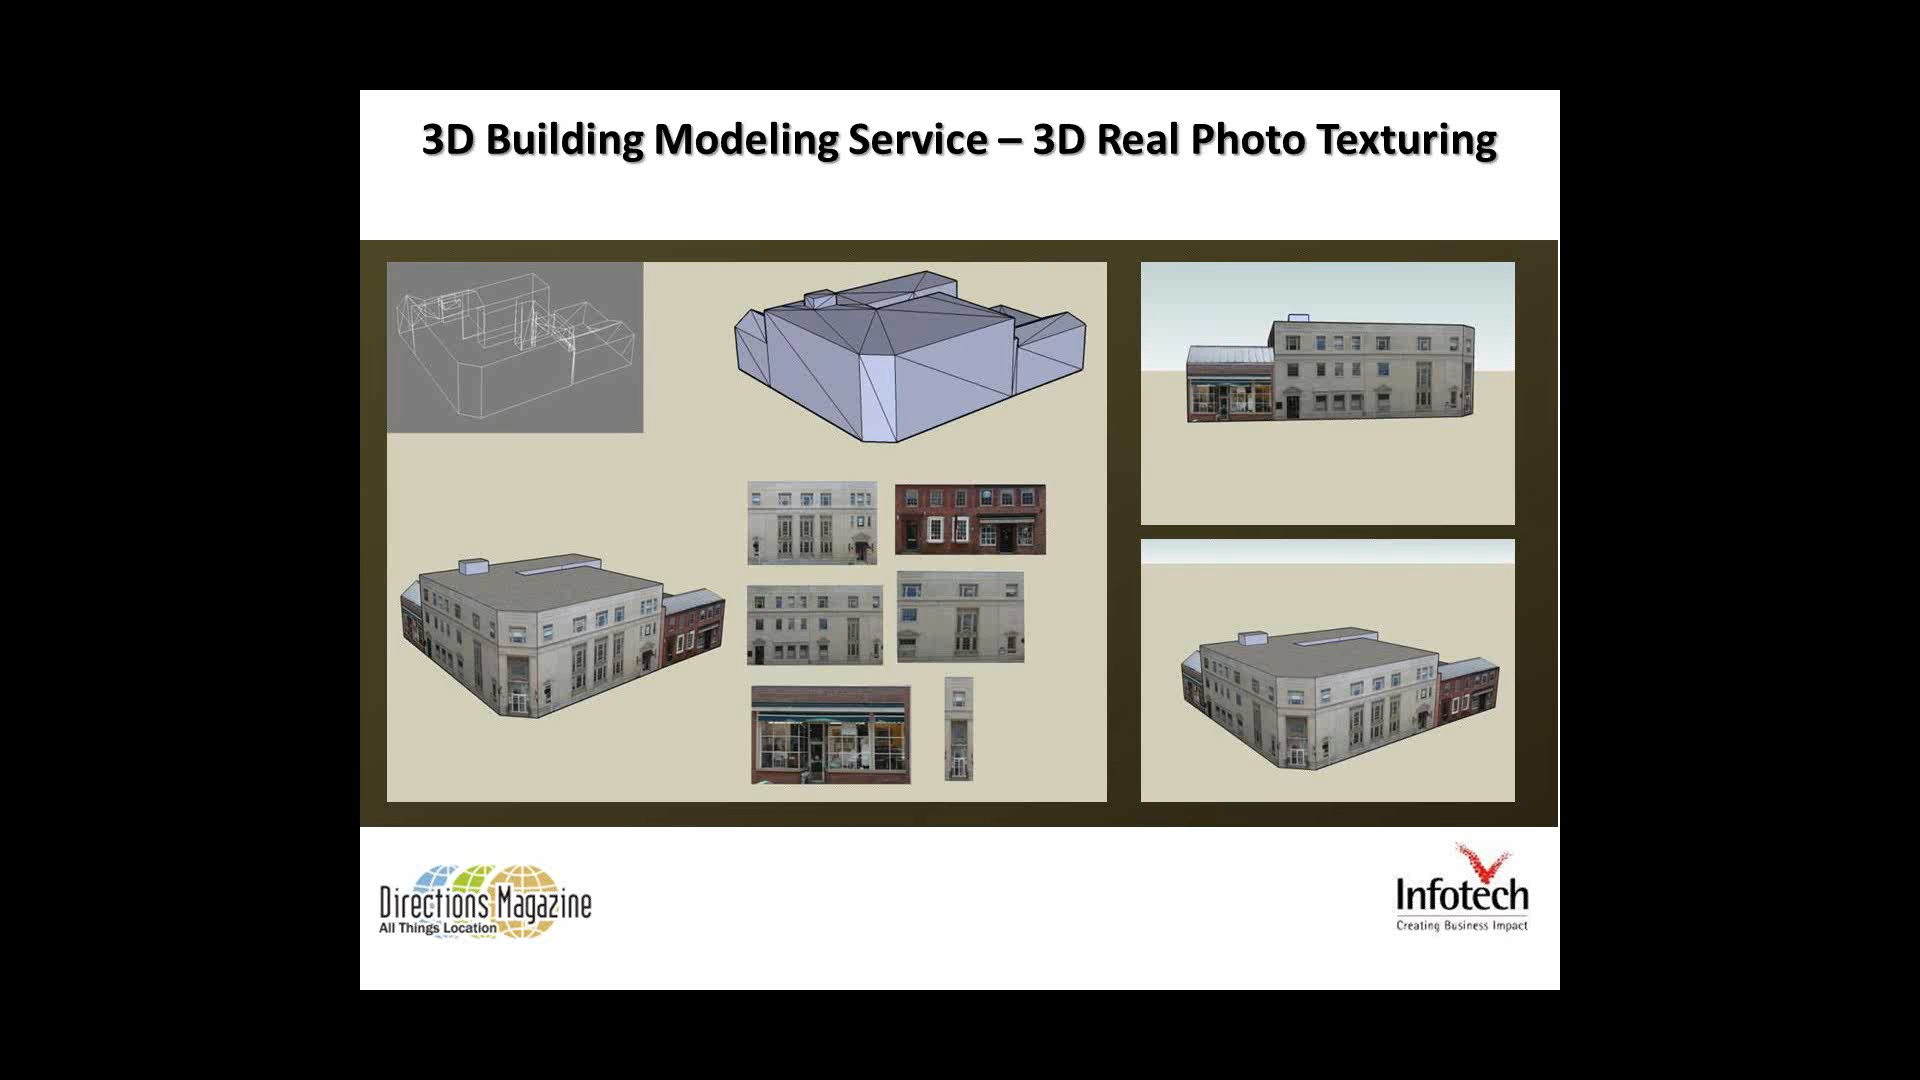 3D Building Modeling Service – 3D Real Photo Texturing
Directions Magazine
All Things Location
Infotech
Creating Business Impact